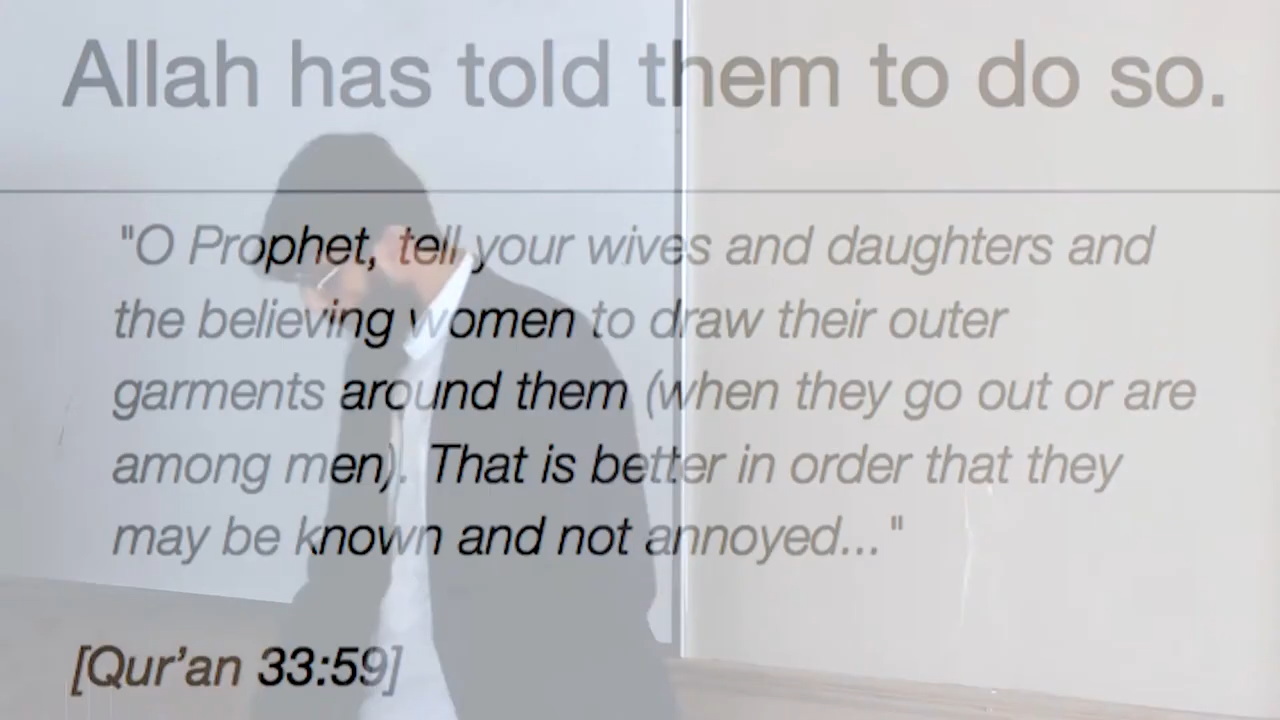 Allah has told them to do so.
"O Prophet, tell your wives and daughters and
the believing women to draw their outer
garments around them (when they go out or are
among men). That is better in order that they
may be known and not annoyed..."
[Qur’an 33:59]